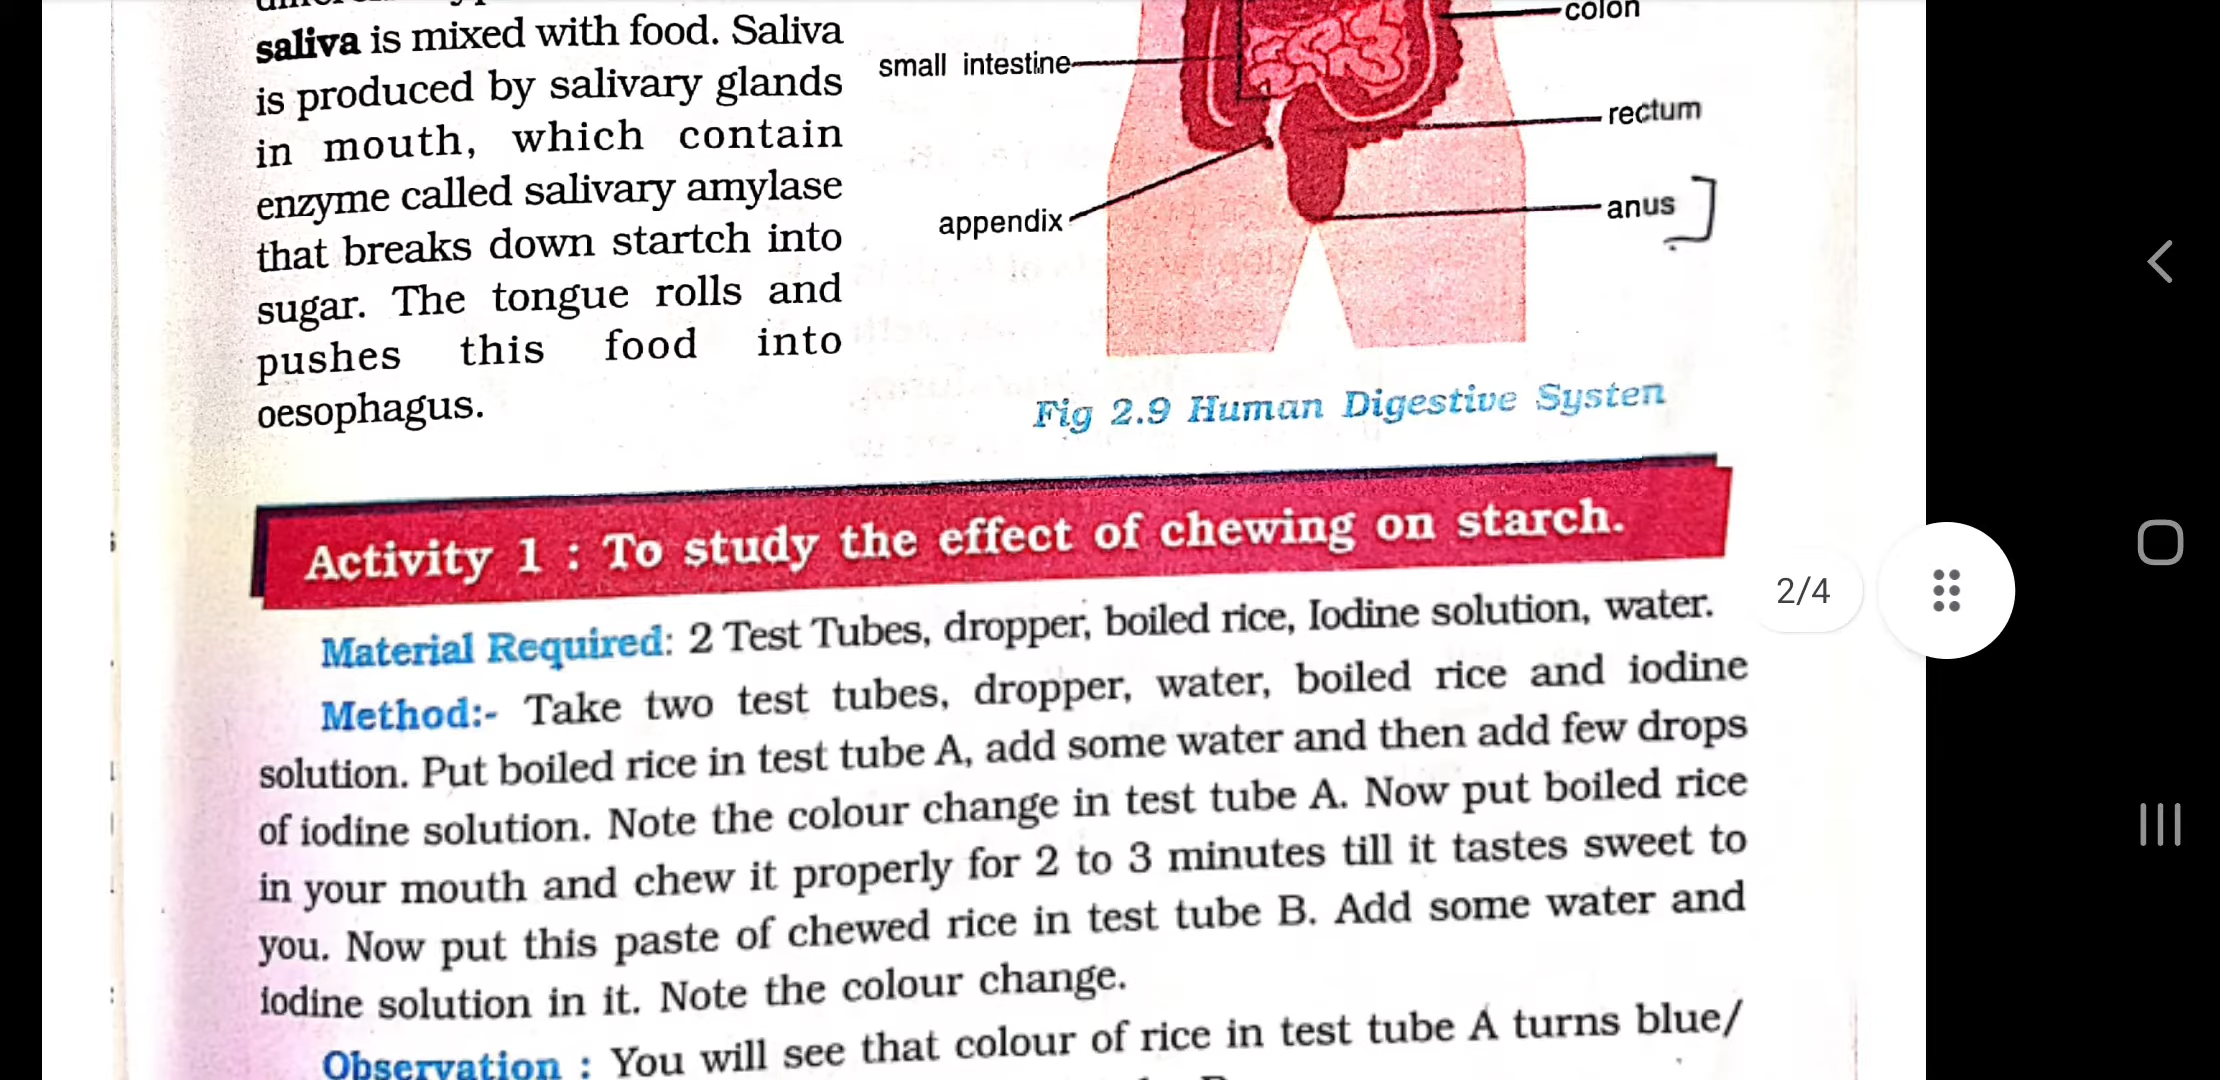 saliva is mixed with food. Saliva
is produced by salivary glands
in mouth, which contain
enzyme called salivary amylase
that breaks down startch into
sugar. The tongue rolls and
pushes this food into
oesophagus.
colon
small intestine
rectum
anus
appendix
Fig 2.9 Human Digestive Systen
Activity 1 : To study the effect of chewing on starch.
Material Required: 2 Test Tubes, dropper, boiled rice, Iodine solution, water.
Method:- Take two test tubes, dropper, water, boiled rice and iodine
solution. Put boiled rice in test tube A, add some water and then add few drops
of iodine solution. Note the colour change in test tube A. Now put boiled rice
in your mouth and chew it properly for 2 to 3 minutes till it tastes sweet to
you. Now put this paste of chewed rice in test tube B. Add some water and
iodine solution in it. Note the colour change.
Observation : You will see that colour of rice in test tube A turns blue/
2/4